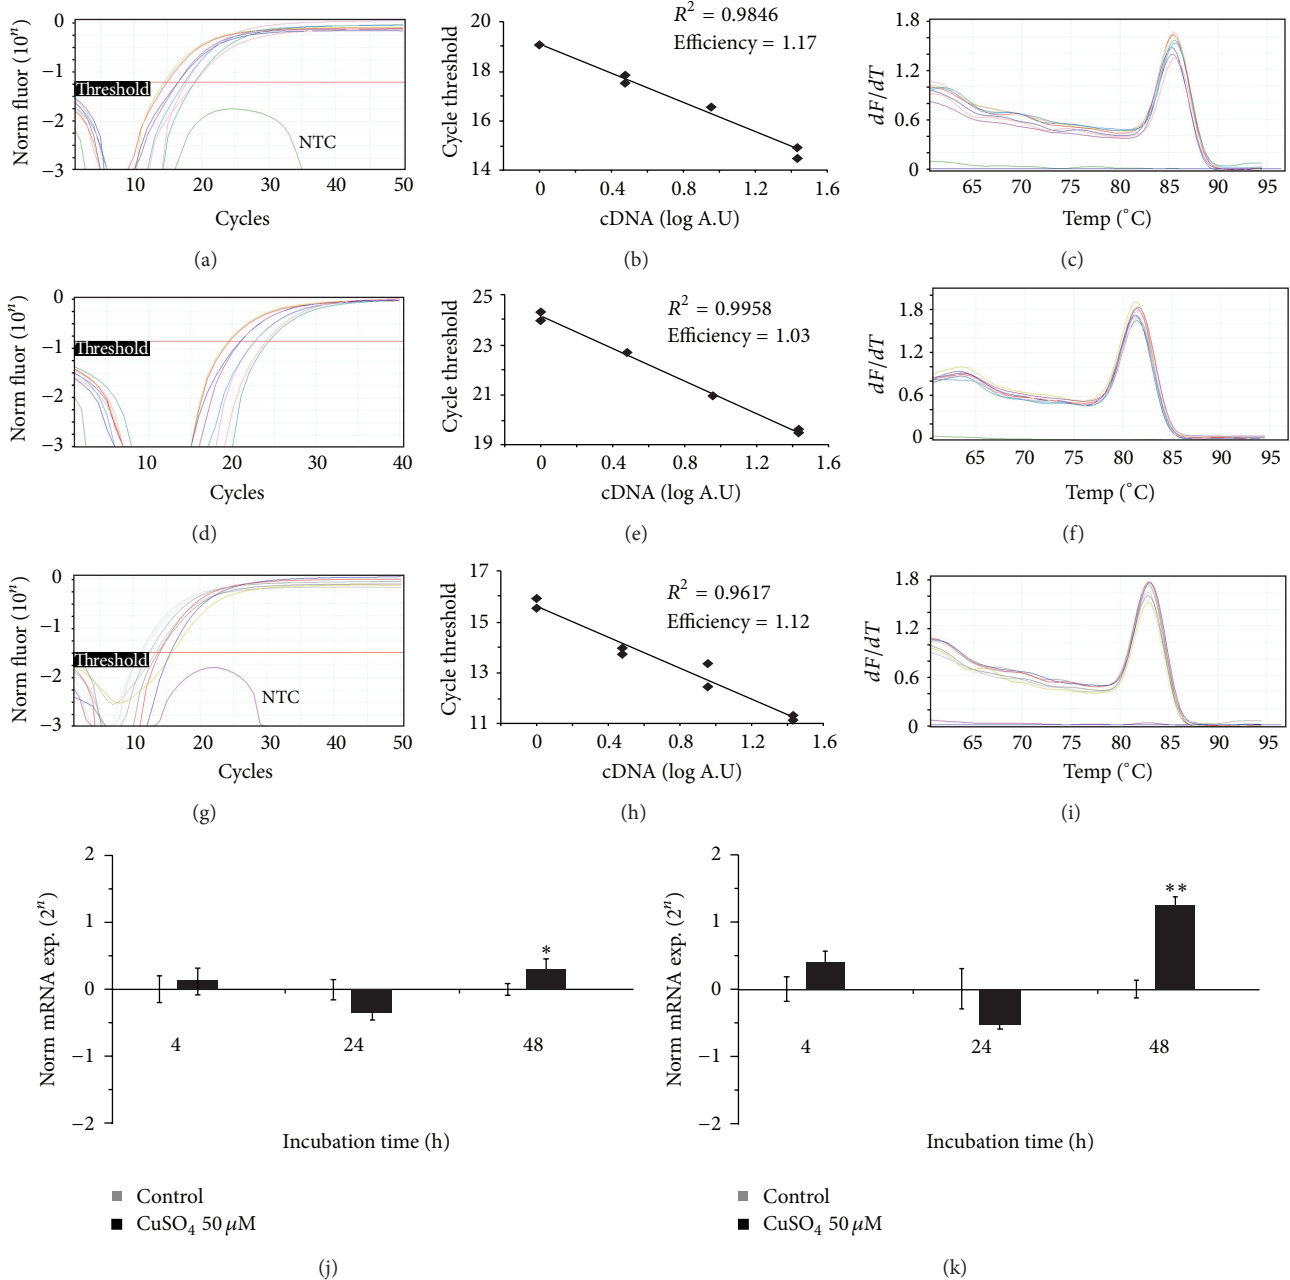 Norm fluor (10ⁿ)
0
−1
−2
−3
Threshold
NTC
10
20
30
40
50
Cycles
(a)
Cycle threshold
20
18
16
14
R² = 0.9846
Efficiency = 1.17
0
0.4
0.8
1.2
1.6
cDNA (log A.U)
(b)
dF/dT
1.8
1.2
0.6
0
65
70
75
80
85
90
95
Temp (°C)
(c)
Norm fluor (10ⁿ)
0
−1
−2
−3
Threshold
10
20
30
40
Cycles
(d)
Cycle threshold
25
23
21
19
R² = 0.9958
Efficiency = 1.03
0
0.4
0.8
1.2
1.6
cDNA (log A.U)
(e)
dF/dT
1.8
1.2
0.6
0
65
70
75
80
85
90
95
Temp (°C)
(f)
Norm fluor (10ⁿ)
0
−1
−2
−3
Threshold
NTC
10
20
30
40
50
Cycles
(g)
Cycle threshold
17
15
13
11
R² = 0.9617
Efficiency = 1.12
0
0.4
0.8
1.2
1.6
cDNA (log A.U)
(h)
dF/dT
1.8
1.2
0.6
0
65
70
75
80
85
90
95
Temp (°C)
(i)
Norm mRNA exp. (2ⁿ)
2
1
0
−1
−2
*
4
24
48
Incubation time (h)
Control
CuSO₄ 50 μM
(j)
Norm mRNA exp. (2ⁿ)
2
1
0
−1
−2
**
4
24
48
Incubation time (h)
Control
CuSO₄ 50 μM
(k)